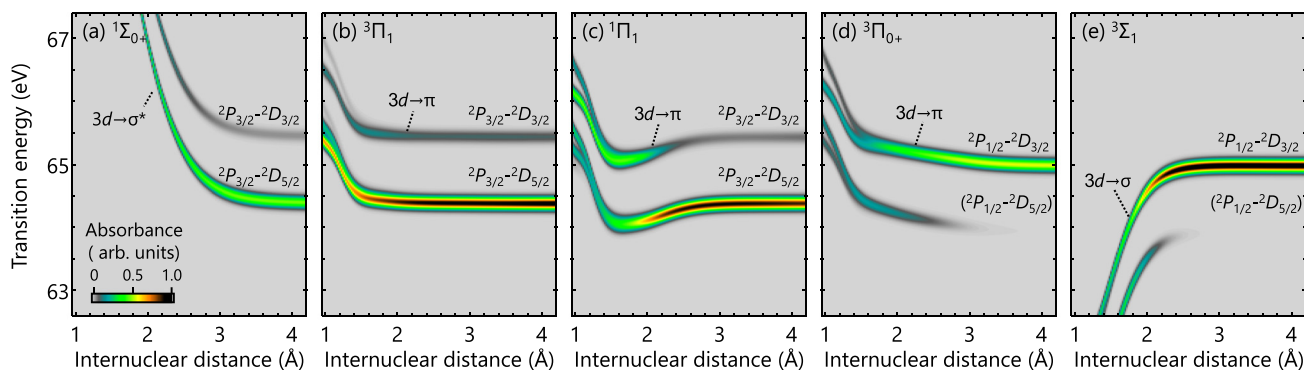 (a) ¹Σ₀₊
(b) ³Π₁
(c) ¹Π₁
(d) ³Π₀₊
(e) ³Σ₁
Transition energy (eV)
67
65
63
3d→σ*
²P₃/₂-²D₃/₂
²P₃/₂-²D₅/₂
Absorbance
( arb. units)
0 0.5 1.0
3d→π
²P₃/₂-²D₃/₂
²P₃/₂-²D₅/₂
3d→π
²P₃/₂-²D₃/₂
²P₃/₂-²D₅/₂
3d→π
²P₁/₂-²D₃/₂
(²P₁/₂-²D₅/₂)
²P₁/₂-²D₃/₂
3d→σ
(²P₁/₂-²D₅/₂)
1 2 3 4
1 2 3 4
1 2 3 4
1 2 3 4
1 2 3 4
Internuclear distance (Å)
Internuclear distance (Å)
Internuclear distance (Å)
Internuclear distance (Å)
Internuclear distance (Å)